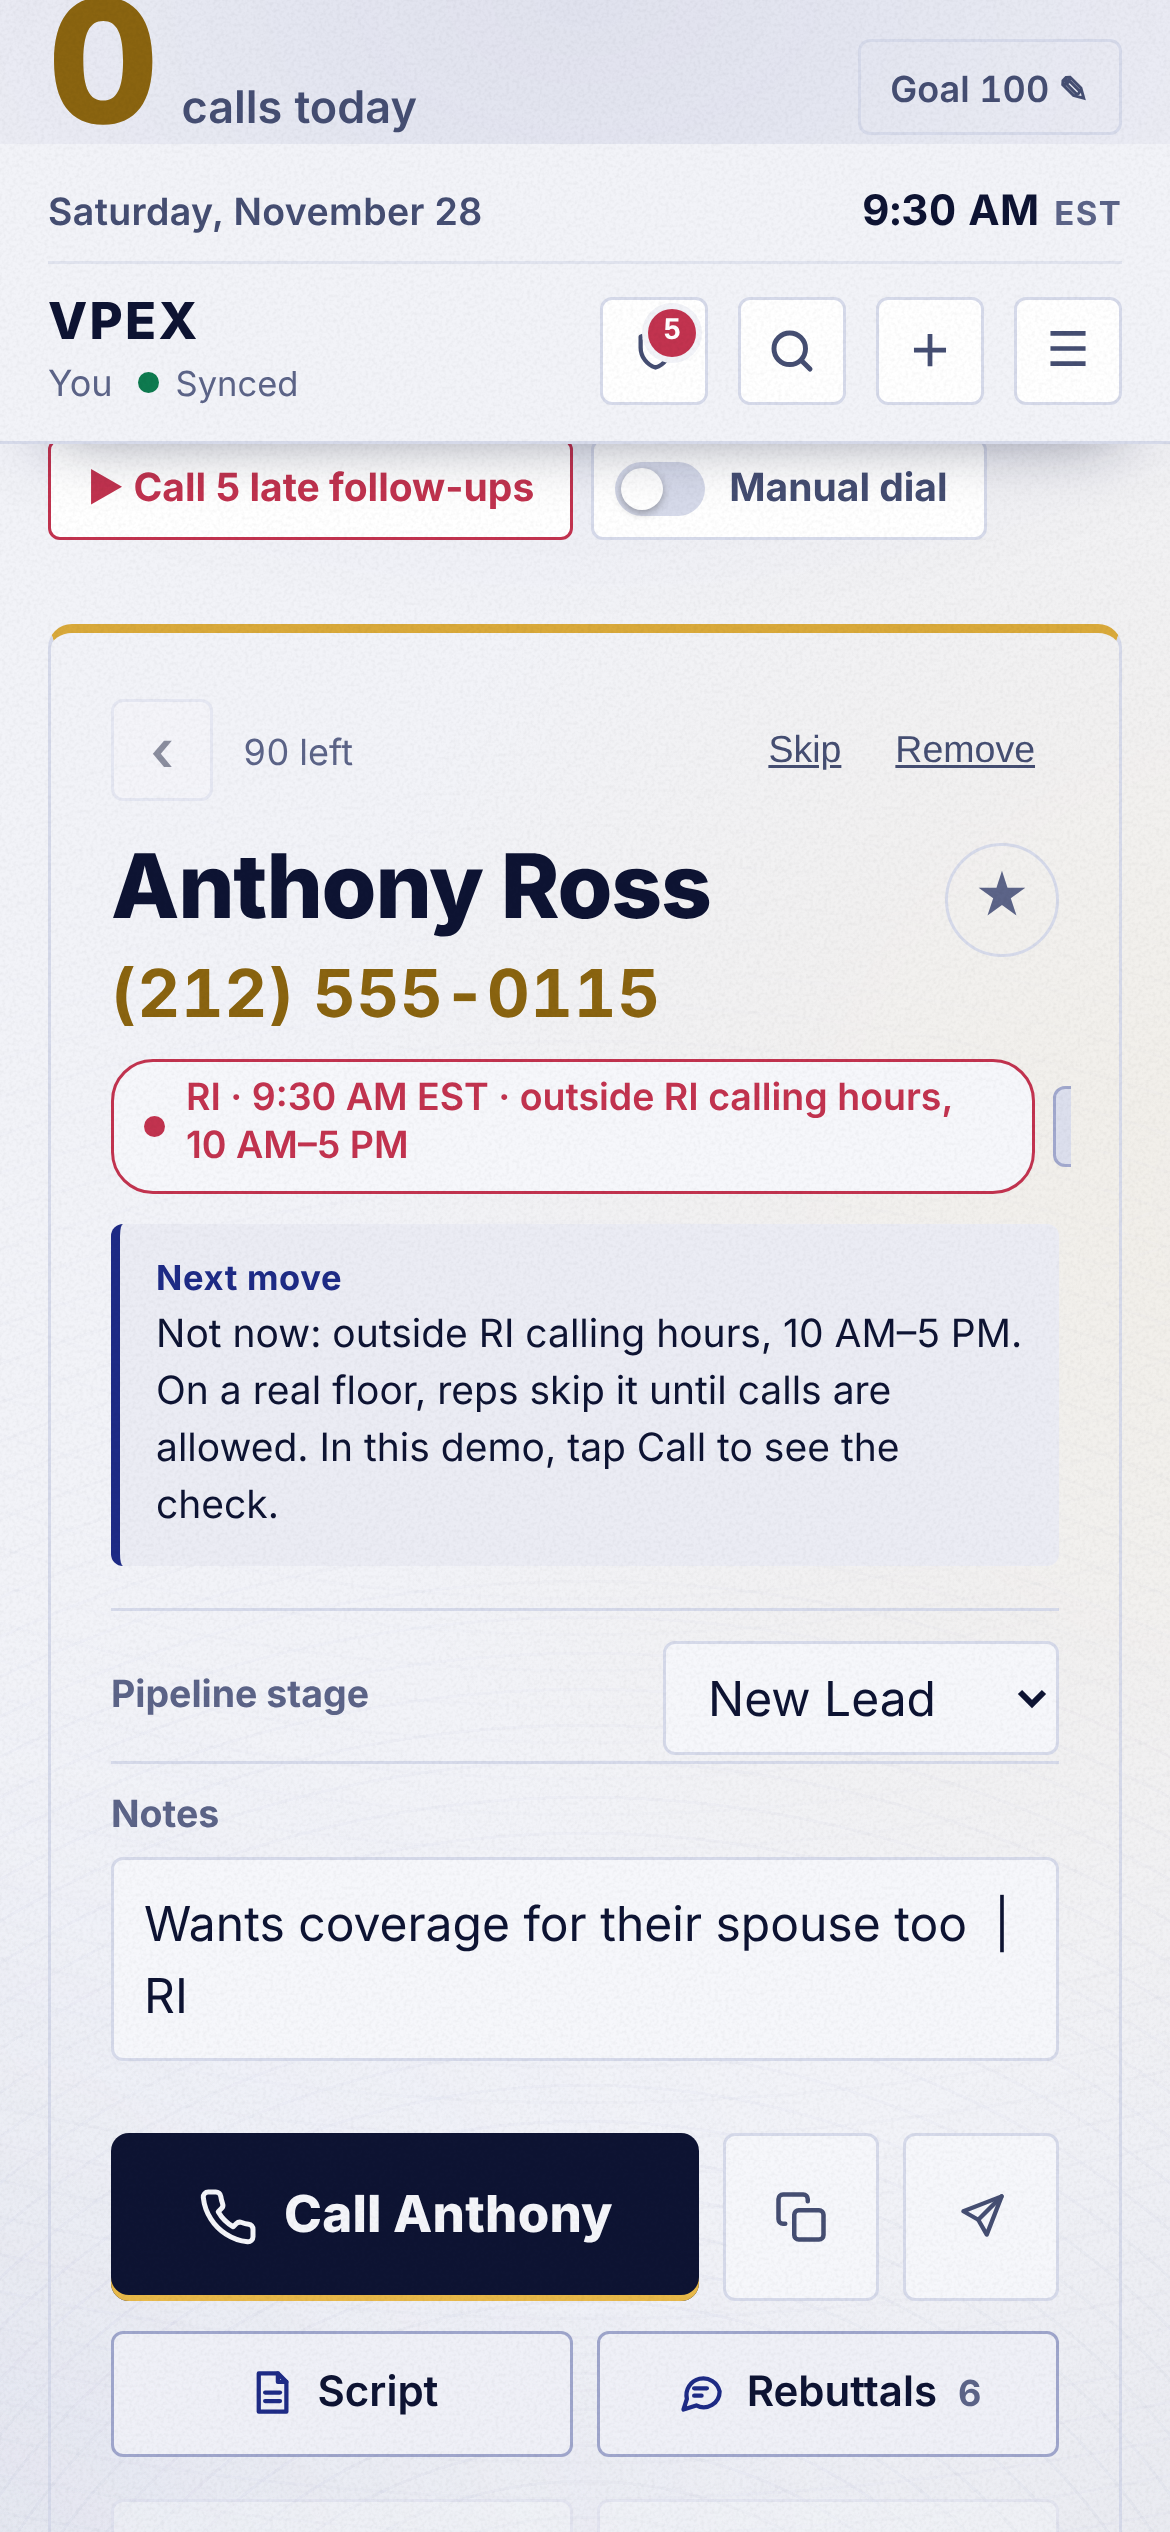 0 calls today
Goal 100 ✎
Saturday, November 28
9:30 AM EST
VPEX
5
You ● Synced
▶ Call 5 late follow-ups
Manual dial
90 left
Skip
Remove
Anthony Ross
(212) 555-0115
RI · 9:30 AM EST · outside RI calling hours,
10 AM–5 PM
Next move
Not now: outside RI calling hours, 10 AM–5 PM.
On a real floor, reps skip it until calls are
allowed. In this demo, tap Call to see the
check.
Pipeline stage
New Lead
Notes
Wants coverage for their spouse too |
RI
Call Anthony
Script
Rebuttals 6